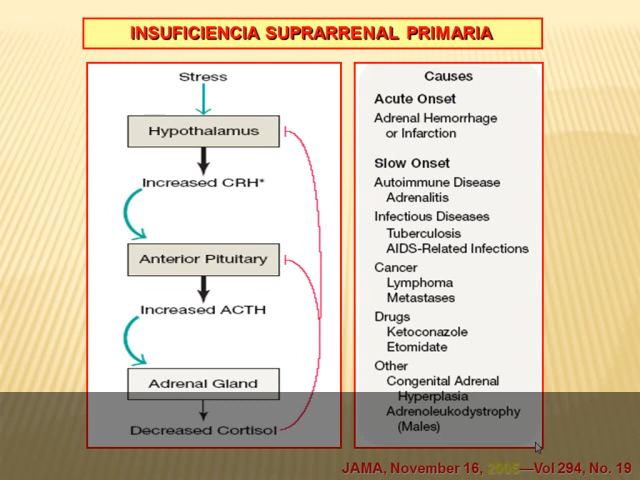 INSUFICIENCIA SUPRARRENAL PRIMARIA
Stress
Hypothalamus
Increased CRH*
Anterior Pituitary
Increased ACTH
Adrenal Gland
Decreased Cortisol
Causes
Acute Onset
Adrenal Hemorrhage
or Infarction
Slow Onset
Autoimmune Disease
Adrenalitis
Infectious Diseases
Tuberculosis
AIDS-Related Infections
Cancer
Lymphoma
Metastases
Drugs
Ketoconazole
Etomidate
Other
Congenital Adrenal
Hyperplasia
Adrenoleukodystrophy
(Males)
JAMA, November 16, 2005—Vol 294, No. 19